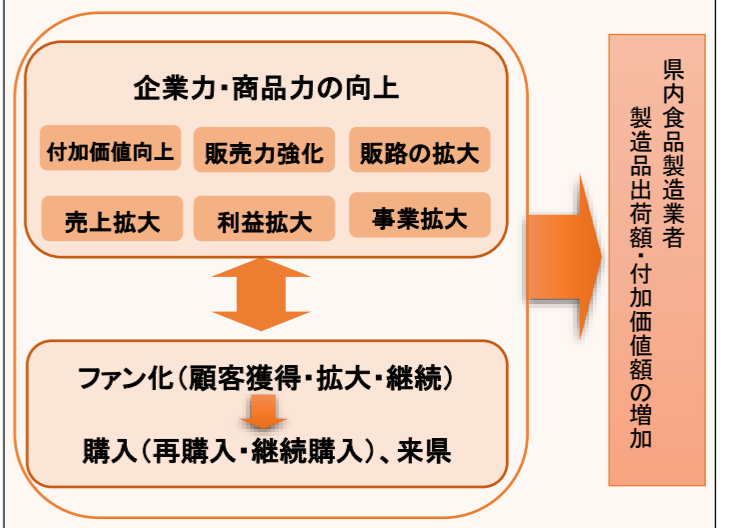 企業力・商品力の向上
付加価値向上
販売力強化
販路の拡大
売上拡大
利益拡大
事業拡大
ファン化（顧客獲得・拡大・継続）
購入（再購入・継続購入）、来県
県内食品製造業者
製造品出荷額・付加価値額の増加